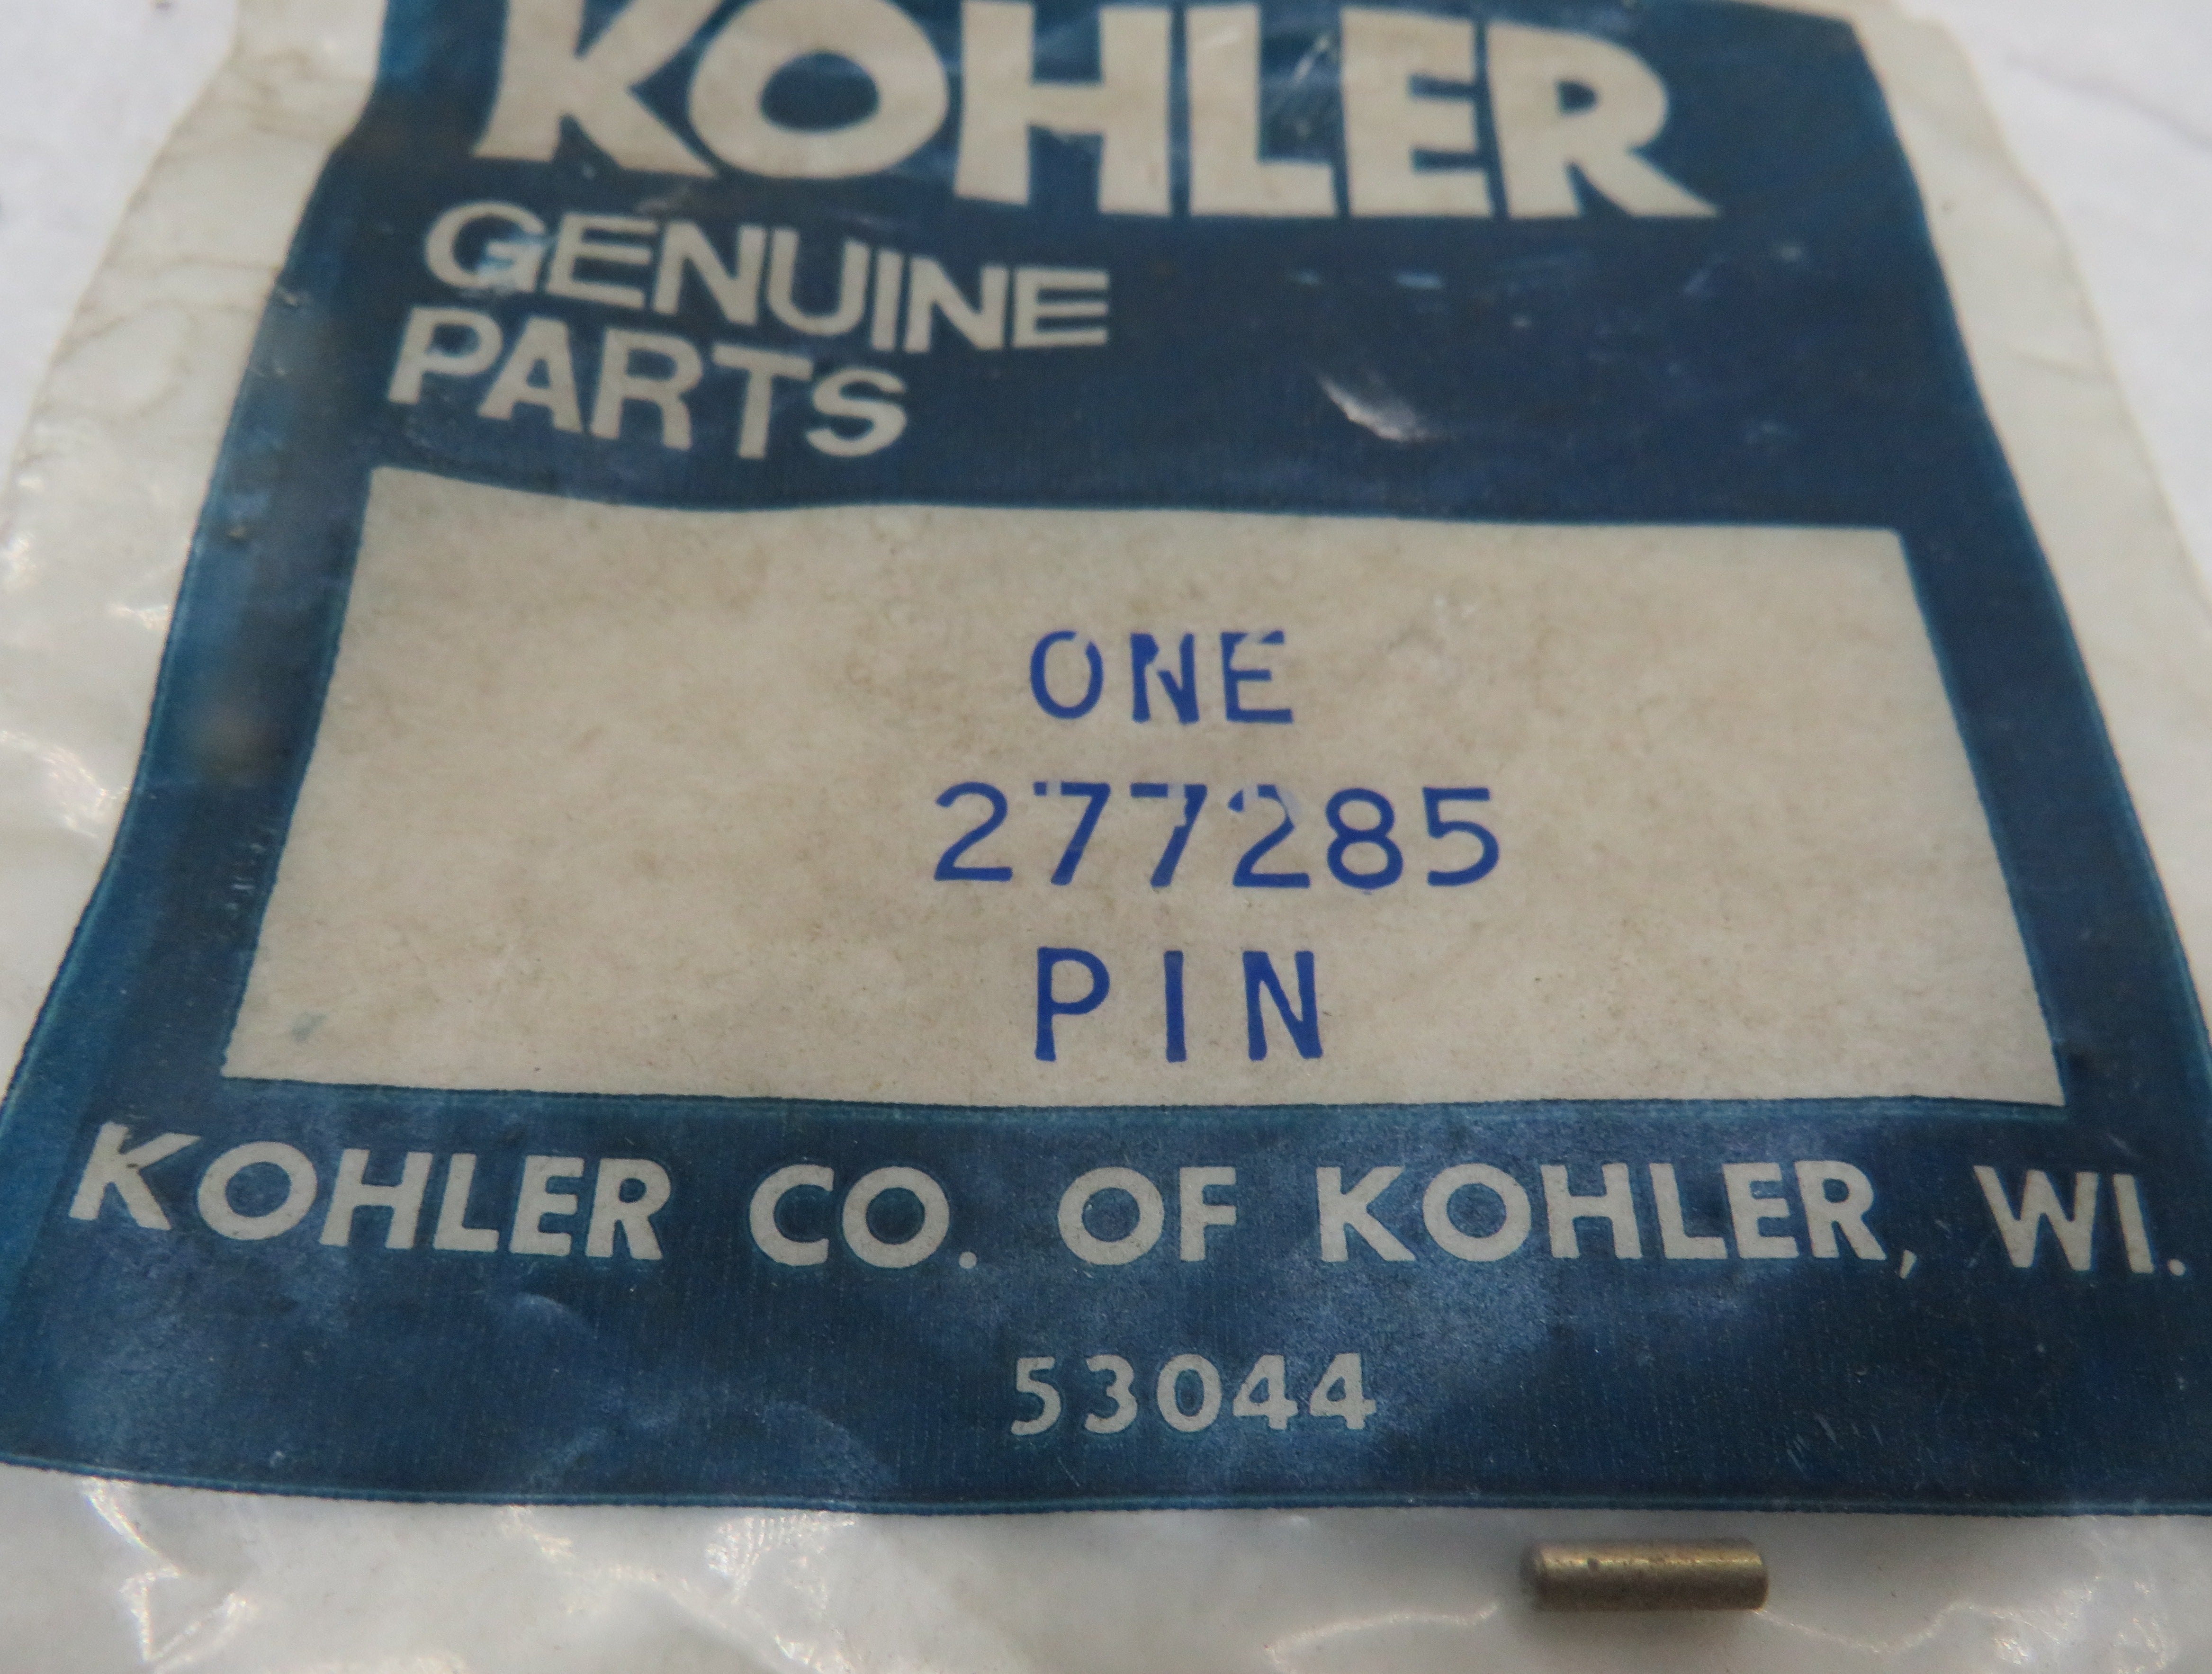 KOHLER
GENUINE
PARTS
ONE
277285
PIN
KOHLER CO. OF KOHLER, WI.
53044